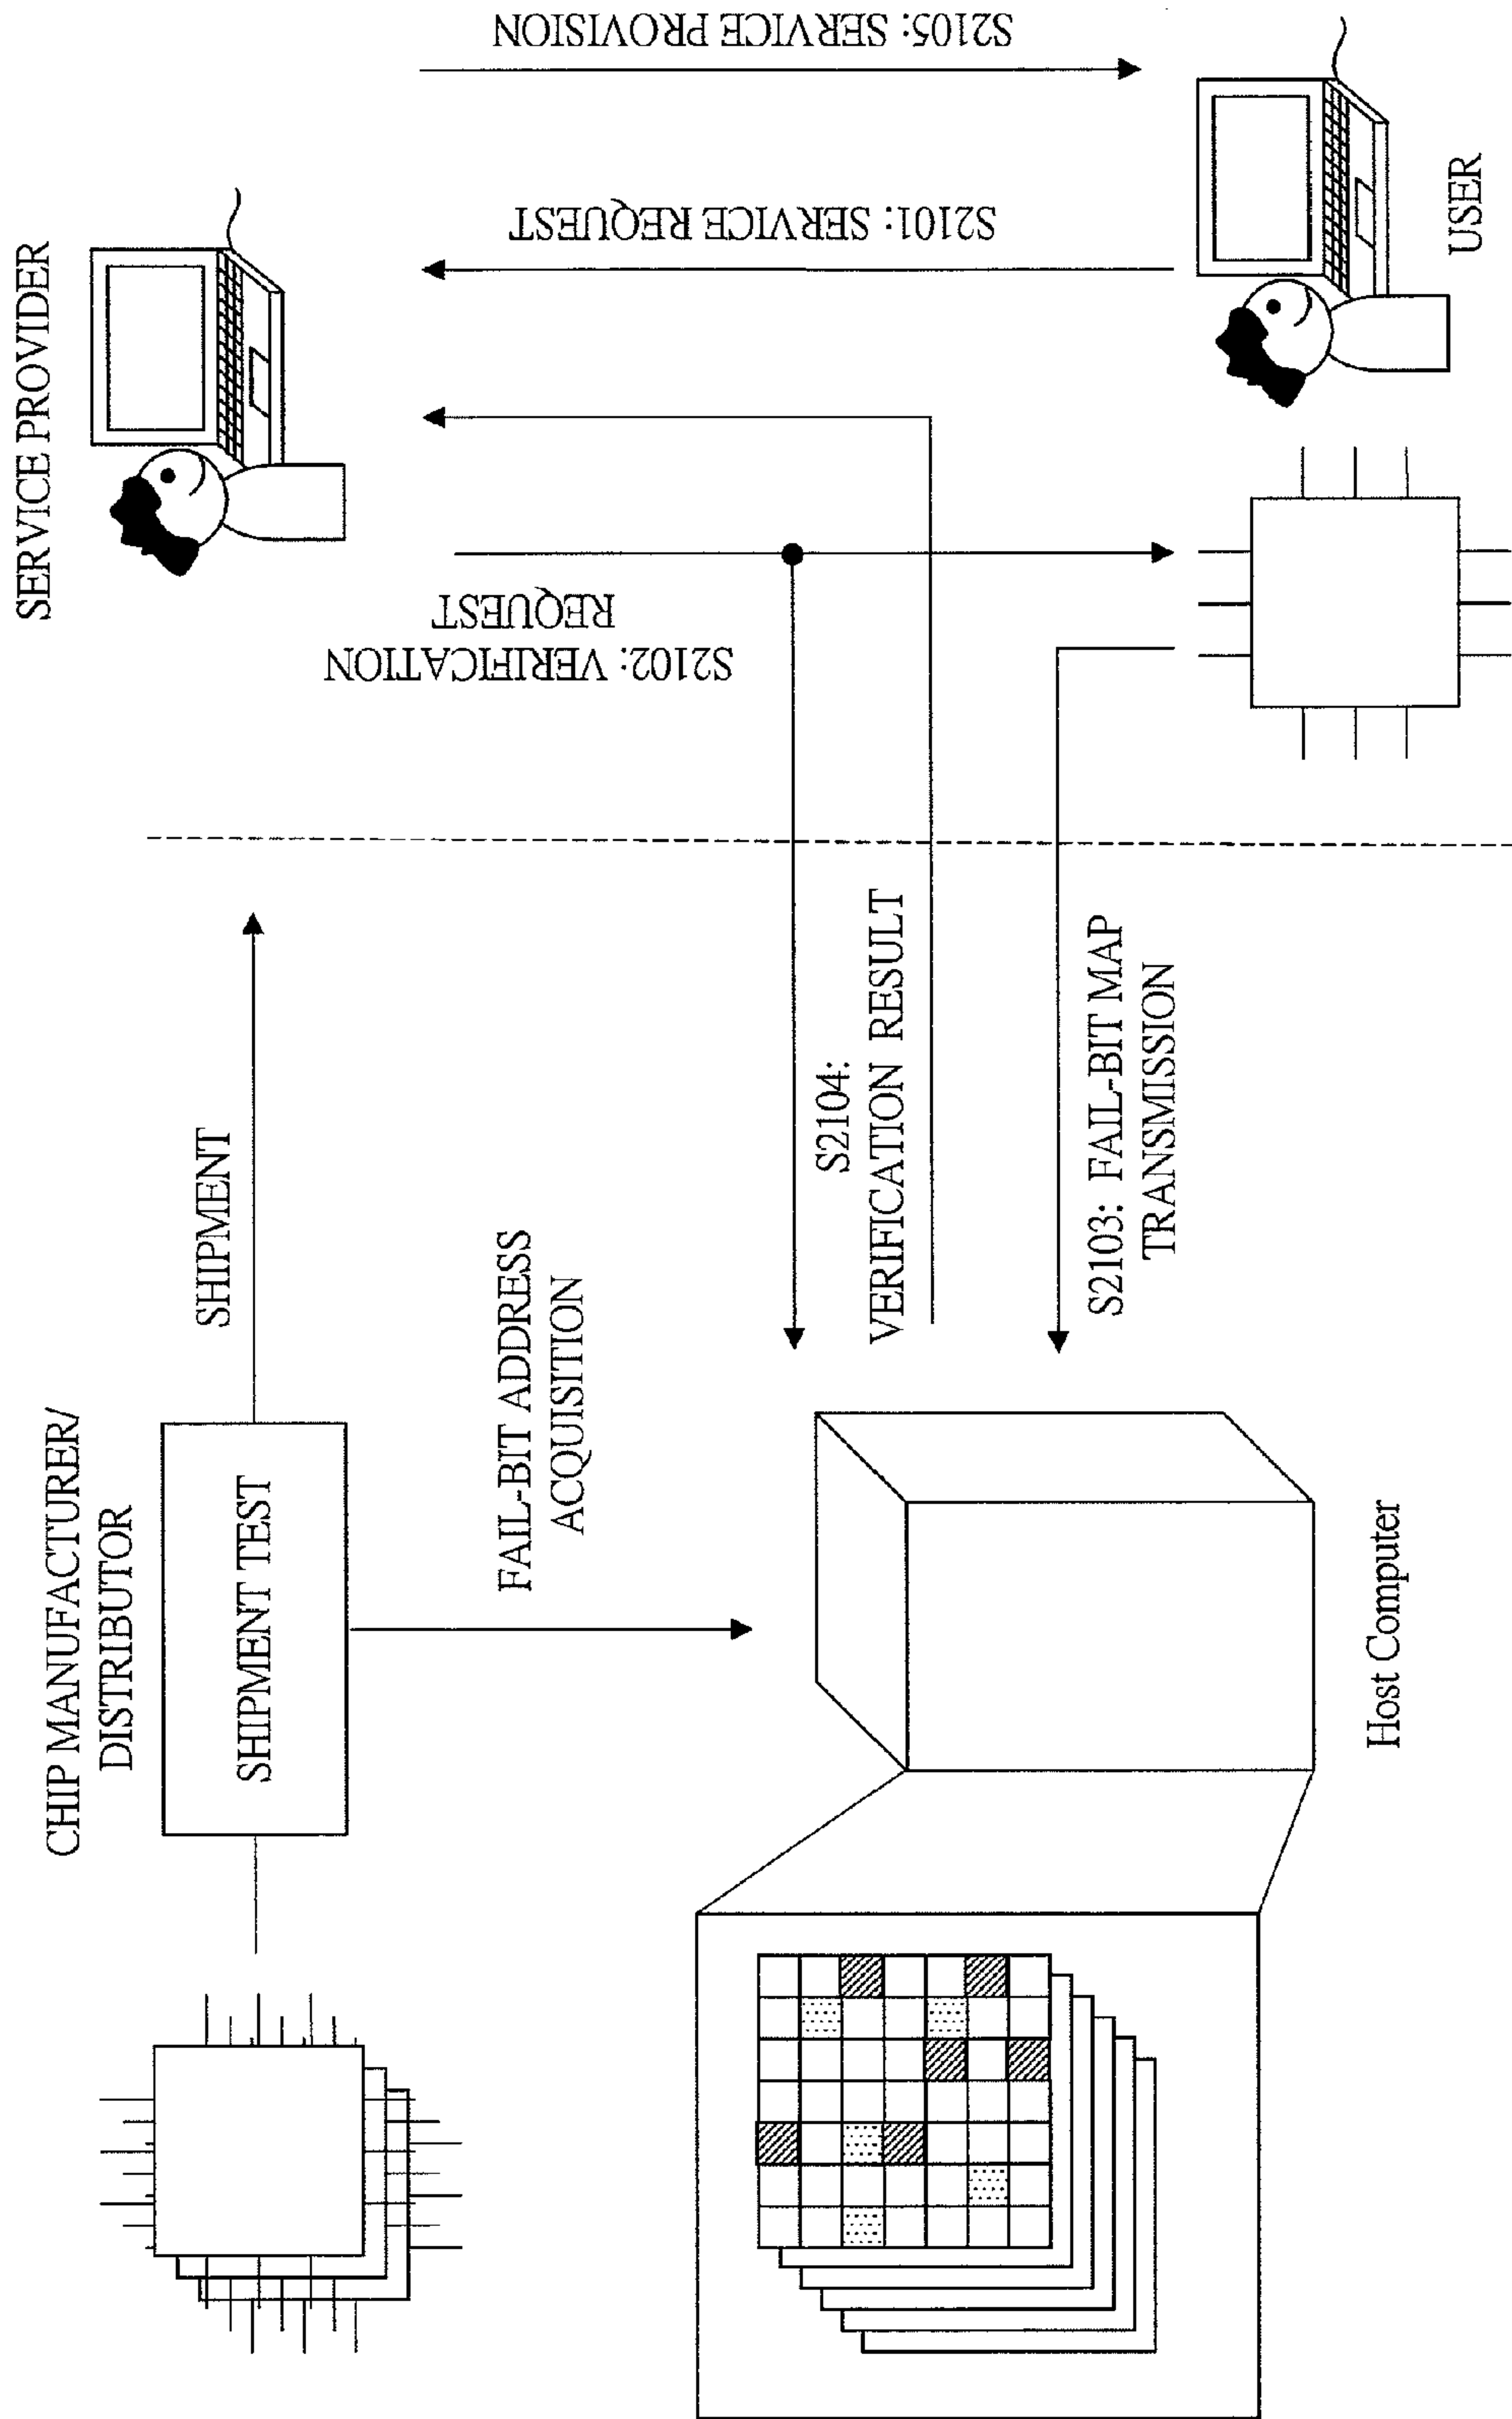 CHIP MANUFACTURER/
DISTRIBUTOR
SHIPMENT TEST
SHIPMENT
FAIL-BIT ADDRESS
ACQUISITION
Host Computer
SERVICE PROVIDER
S2102: VERIFICATION
REQUEST
S2101: SERVICE REQUEST
S2105: SERVICE PROVISION
S2104:
VERIFICATION RESULT
S2103: FAIL-BIT MAP
TRANSMISSION
USER